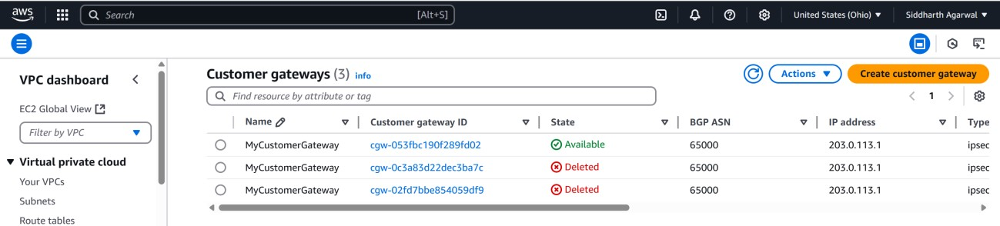 aws
Search [Alt+S]
United States (Ohio)
Siddharth Agarwal
VPC dashboard
EC2 Global View
Filter by VPC
Virtual private cloud
Your VPCs
Subnets
Route tables
Customer gateways (3) info
Actions
Create customer gateway
Find resource by attribute or tag
1
Name Customer gateway ID State BGP ASN IP address Type
MyCustomerGateway cgw-053fbc190f289fd02 Available 65000 203.0.113.1 ipsec
MyCustomerGateway cgw-0c3a83d22dec3ba7c Deleted 65000 203.0.113.1 ipsec
MyCustomerGateway cgw-02fd7bbe854059df9 Deleted 65000 203.0.113.1 ipsec